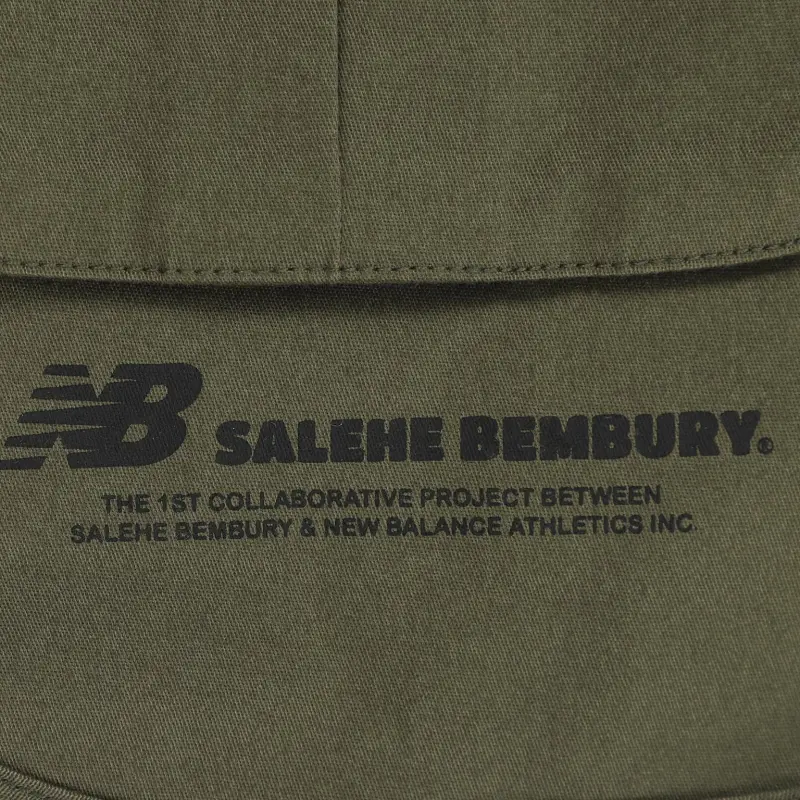 NB SALEHE BEMBURY®
THE 1ST COLLABORATIVE PROJECT BETWEEN
SALEHE BEMBURY & NEW BALANCE ATHLETICS INC.